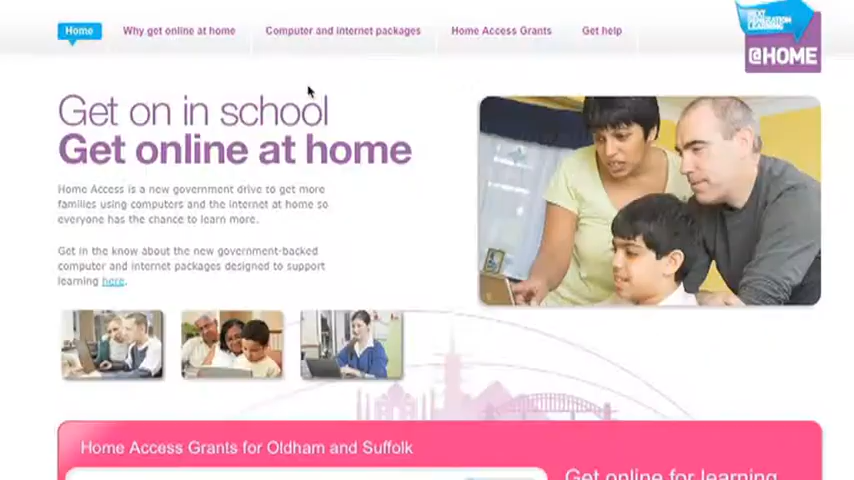 Home
Why get online at home
Computer and internet packages
Home Access Grants
Get help
NEXT
GENERATION
LEARNING
@HOME
Get on in school
Get online at home
Home Access is a new government drive to get more
families using computers and the internet at home so
everyone has the chance to learn more.
Get in the know about the new government-backed
computer and internet packages designed to support
learning here.
Home Access Grants for Oldham and Suffolk
Get online for learning